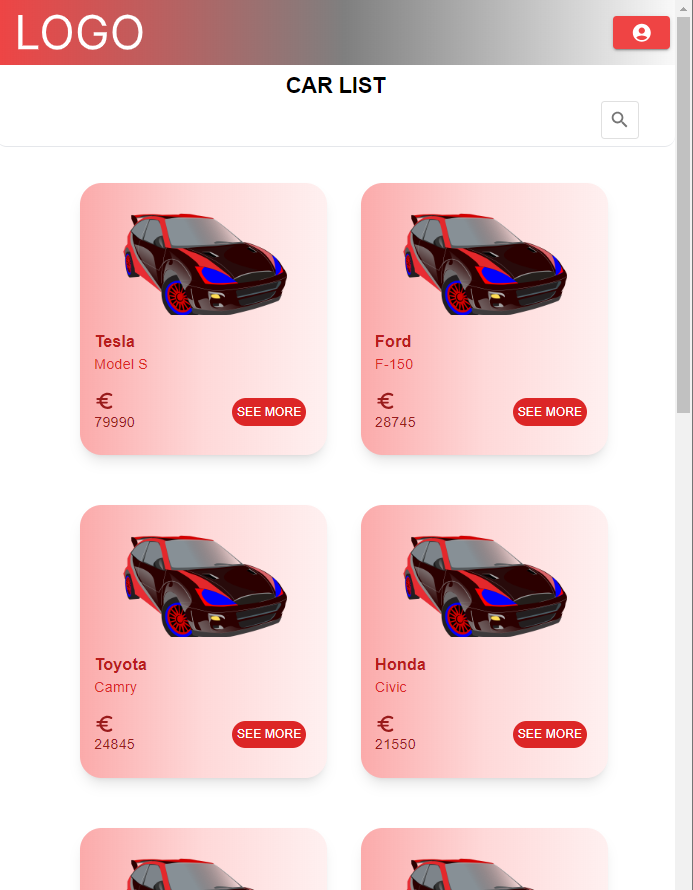 LOGO
CAR LIST
Tesla
Model S
€
79990
SEE MORE
Ford
F-150
€
28745
SEE MORE
Toyota
Camry
€
24845
SEE MORE
Honda
Civic
€
21550
SEE MORE